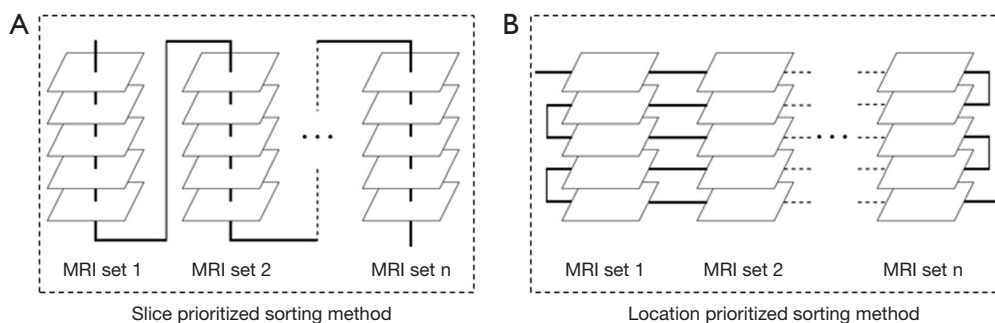 A
MRI set 1
MRI set 2
MRI set n
Slice prioritized sorting method
B
MRI set 1
MRI set 2
MRI set n
Location prioritized sorting method